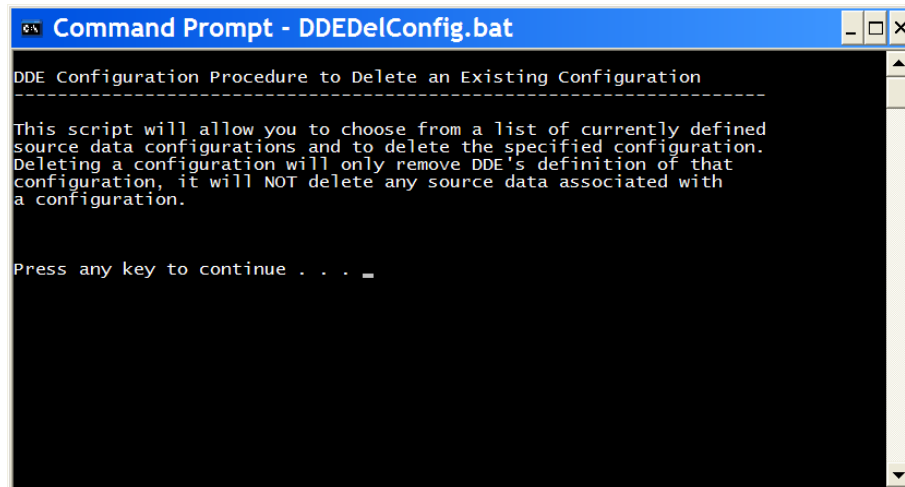 Command Prompt - DDEDelConfig.bat
DDE Configuration Procedure to Delete an Existing Configuration
---------------------------------------------------------------------
This script will allow you to choose from a list of currently defined
source data configurations and to delete the specified configuration.
Deleting a configuration will only remove DDE's definition of that
configuration, it will NOT delete any source data associated with
a configuration.
Press any key to continue . . . _